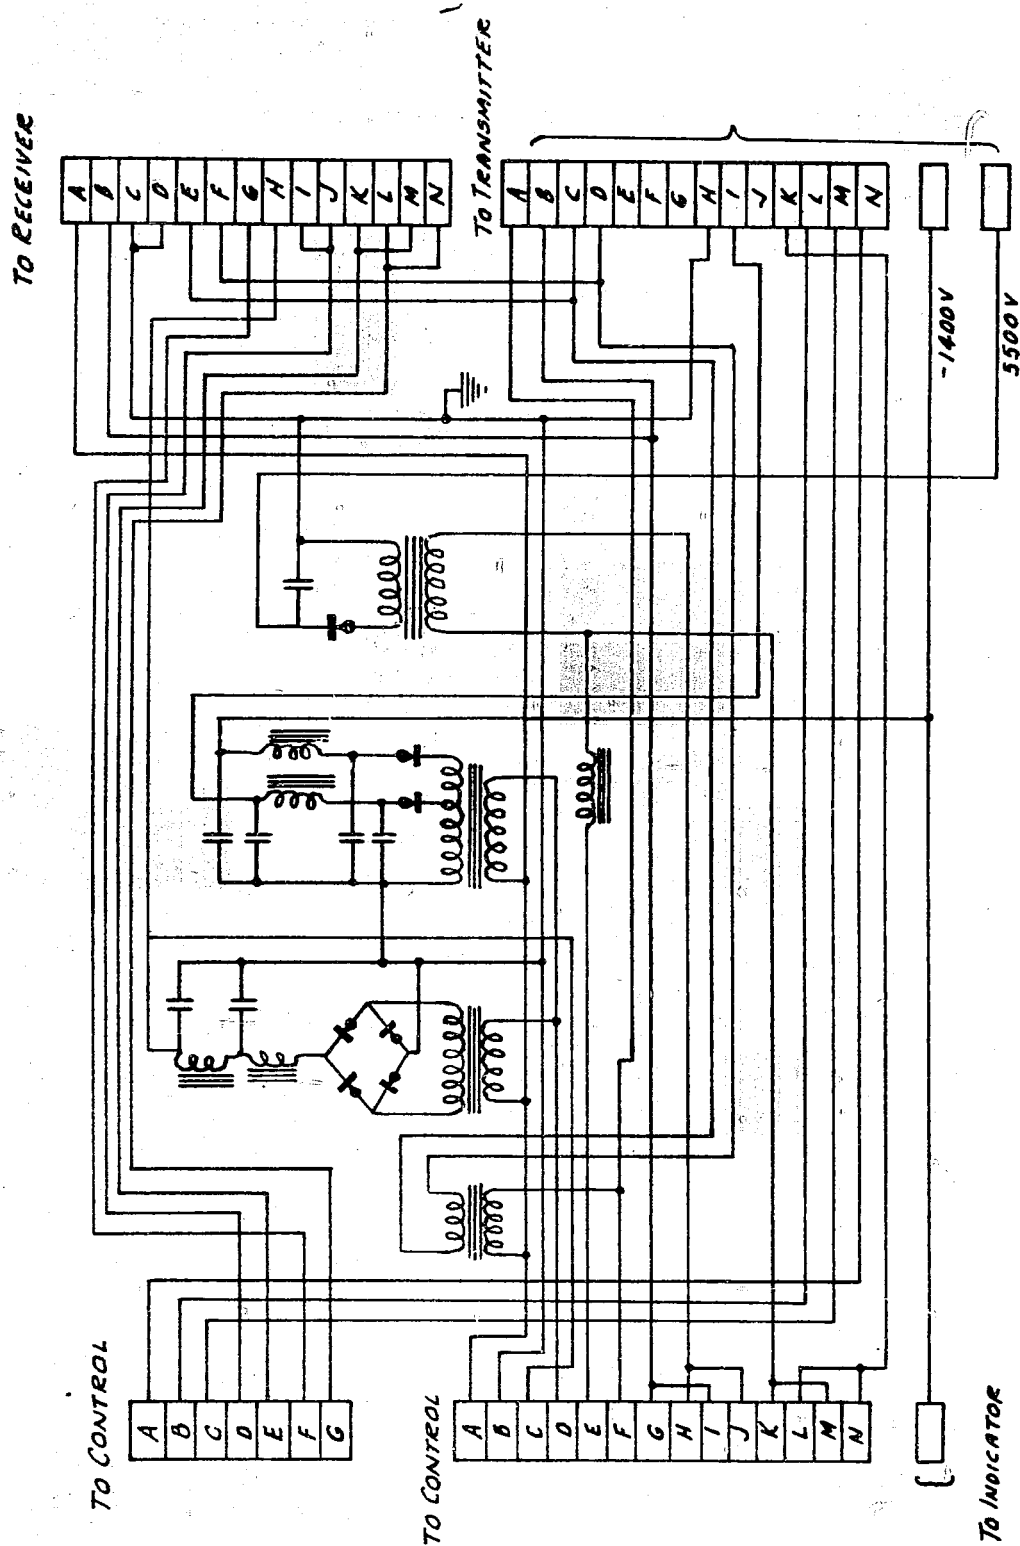 TO RECEIVER
A
B
C
D
E
F
G
H
I
J
K
L
M
N
TO TRANSMITTER
A
B
C
D
E
F
G
H
I
J
K
L
M
N
-1400V
5500V
TO CONTROL
A
B
C
D
E
F
G
TO CONTROL
A
B
C
D
E
F
G
H
I
J
K
L
M
N
TO INDICATOR